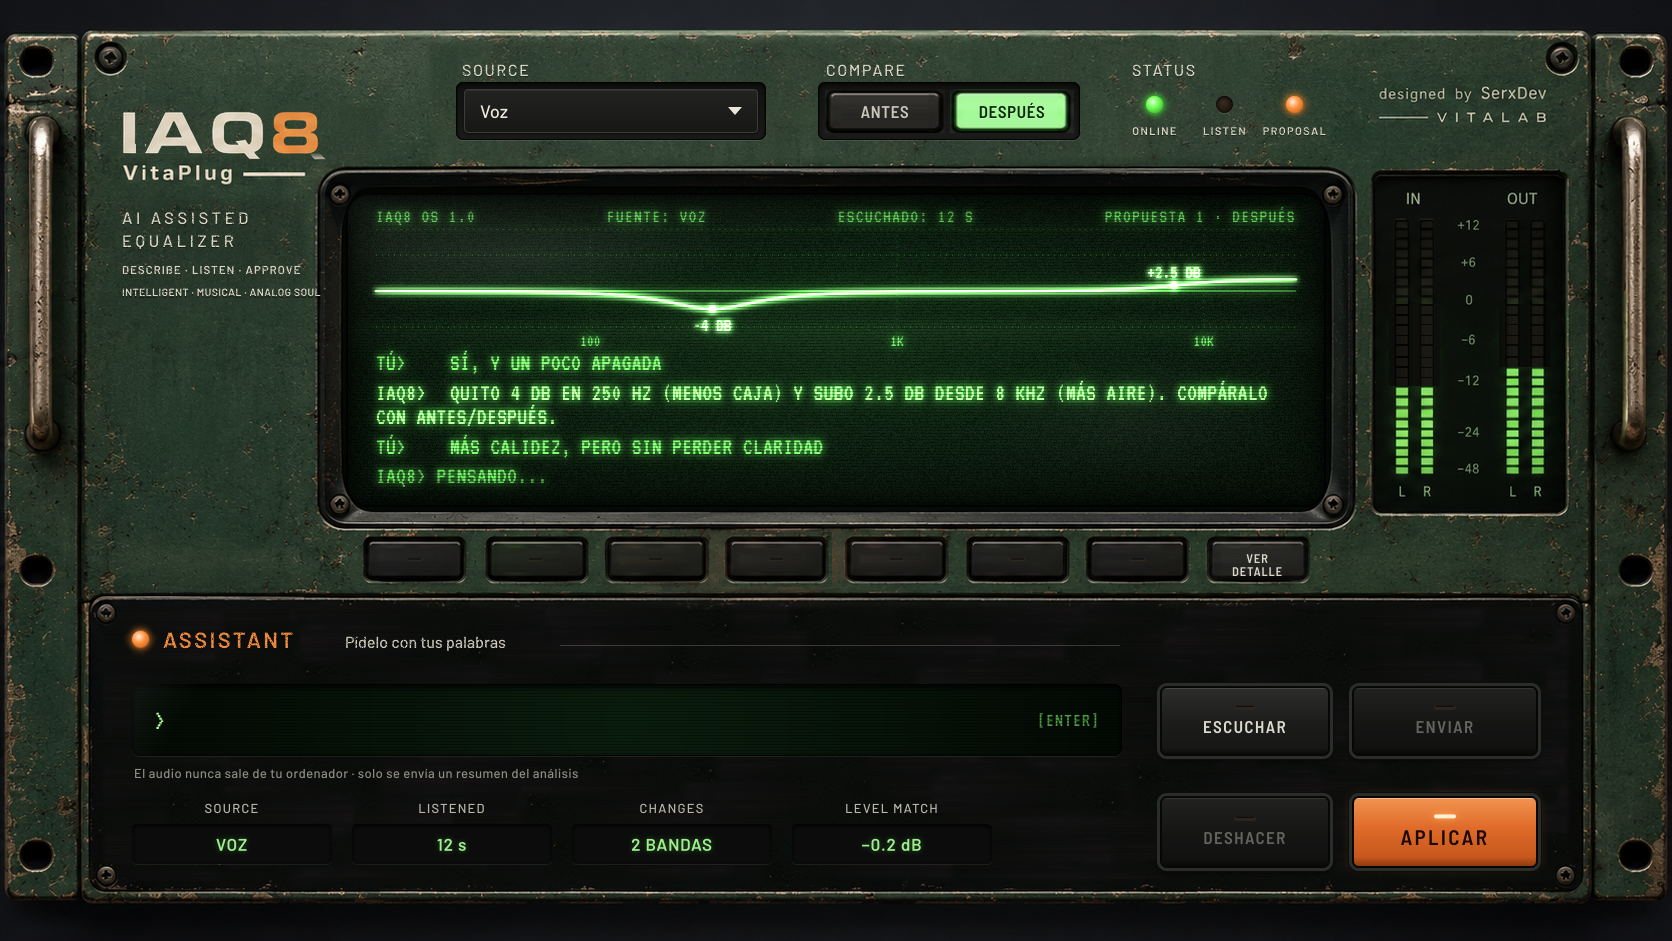 SOURCE
COMPARE
STATUS
Voz
ANTES
DESPUÉS
ONLINE
LISTEN
PROPOSAL
designed by SerxDev
VITALAB
IAQ8
VitaPlug
AI ASSISTED
EQUALIZER
DESCRIBE · LISTEN · APPROVE
INTELLIGENT · MUSICAL · ANALOG SOUL
IAQ8 OS 1.0
FUENTE: VOZ
ESCUCHADO: 12 S
PROPUESTA 1 · DESPUÉS
+2.5 DB
-4 DB
100
1K
10K
TÚ> SÍ, Y UN POCO APAGADA
IAQ8> QUITO 4 DB EN 250 HZ (MENOS CAJA) Y SUBO 2.5 DB DESDE 8 KHZ (MÁS AIRE). COMPÁRALO
CON ANTES/DESPUÉS.
TÚ> MÁS CALIDEZ, PERO SIN PERDER CLARIDAD
IAQ8> PENSANDO...
IN
OUT
+12
+6
0
-6
-12
-24
-48
L R
L R
VER
DETALLE
ASSISTANT
Pídelo con tus palabras
>
[ENTER]
ESCUCHAR
ENVIAR
El audio nunca sale de tu ordenador · solo se envía un resumen del análisis
SOURCE
LISTENED
CHANGES
LEVEL MATCH
VOZ
12 s
2 BANDAS
-0.2 dB
DESHACER
APLICAR